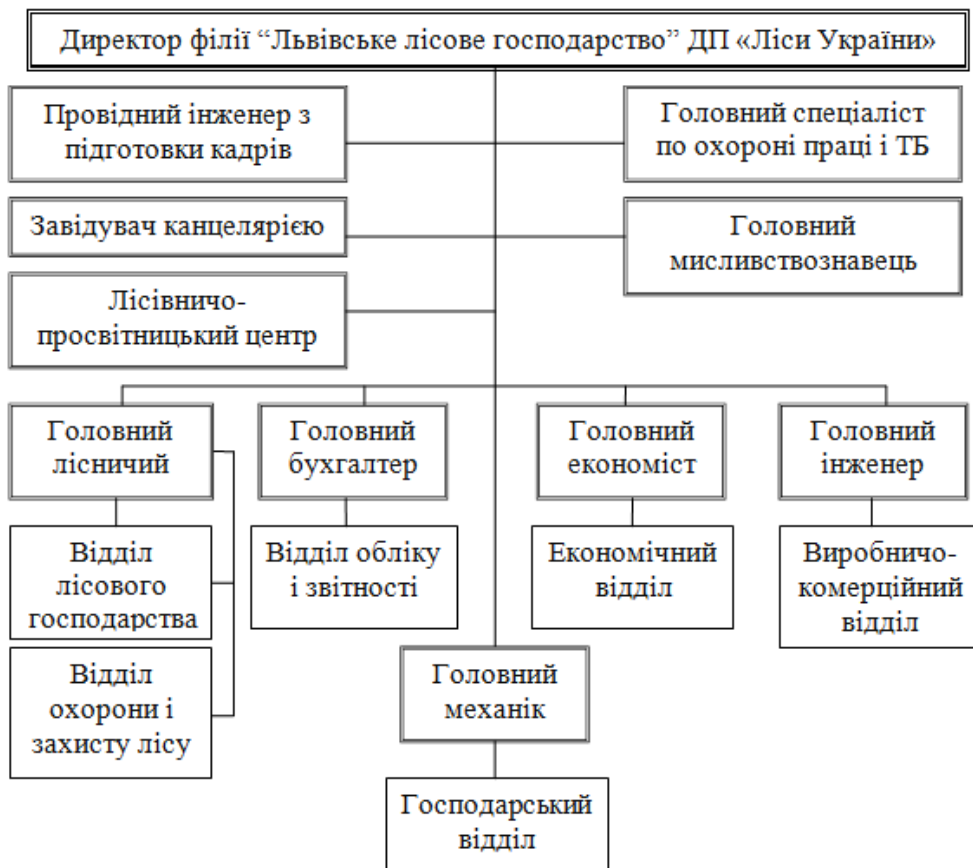 Директор філії “Львівське лісове господарство” ДП «Ліси України»
Провідний інженер з
підготовки кадрів
Головний спеціаліст
по охороні праці і ТБ
Завідувач канцелярією
Головний
мисливствознавець
Лісівничо-
просвітницький центр
Головний
лісничий
Головний
бухгалтер
Головний
економіст
Головний
інженер
Відділ
лісового
господарства
Відділ обліку
і звітності
Економічний
відділ
Виробничо-
комерційний
відділ
Відділ
охорони і
захисту лісу
Головний
механік
Господарський
відділ